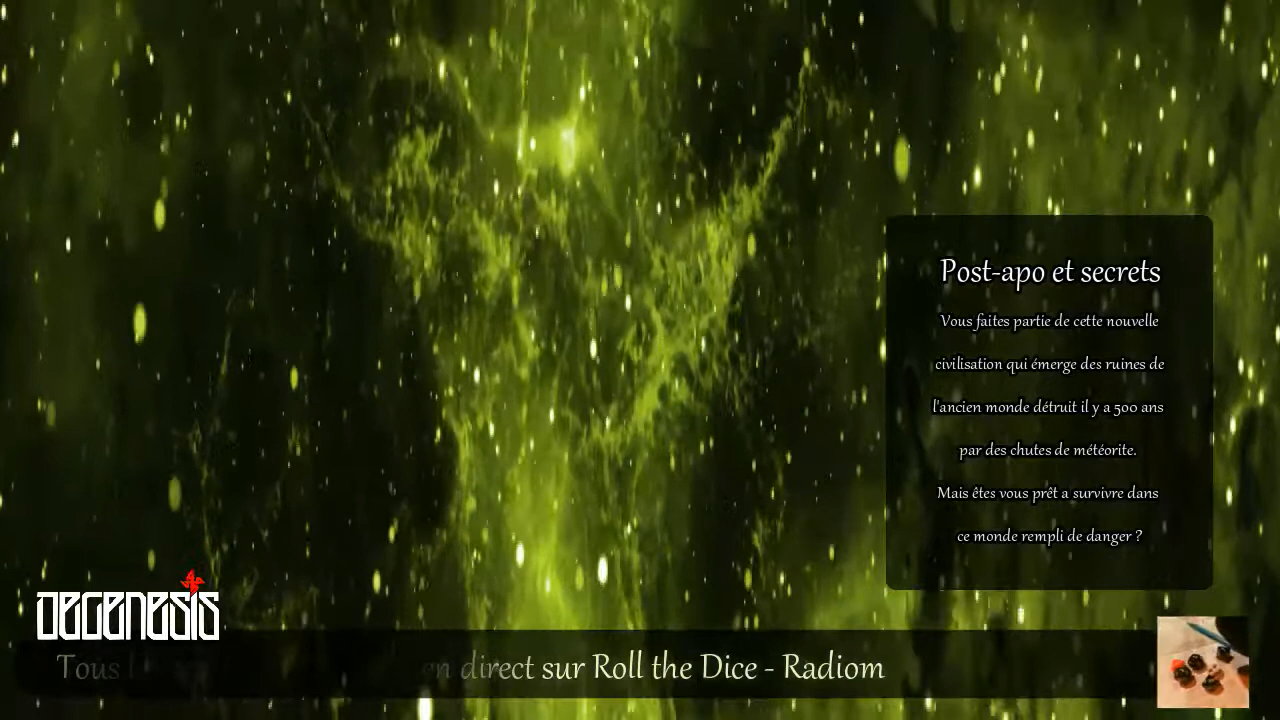 Post-apo et secrets
Vous faites partie de cette nouvelle
civilisation qui émerge des ruines de
l'ancien monde détruit il y a 500 ans
par des chutes de météorite.
Mais êtes vous prêt a survivre dans
ce monde rempli de danger ?
DEGENESIS
Tous en direct sur Roll the Dice - Radiom